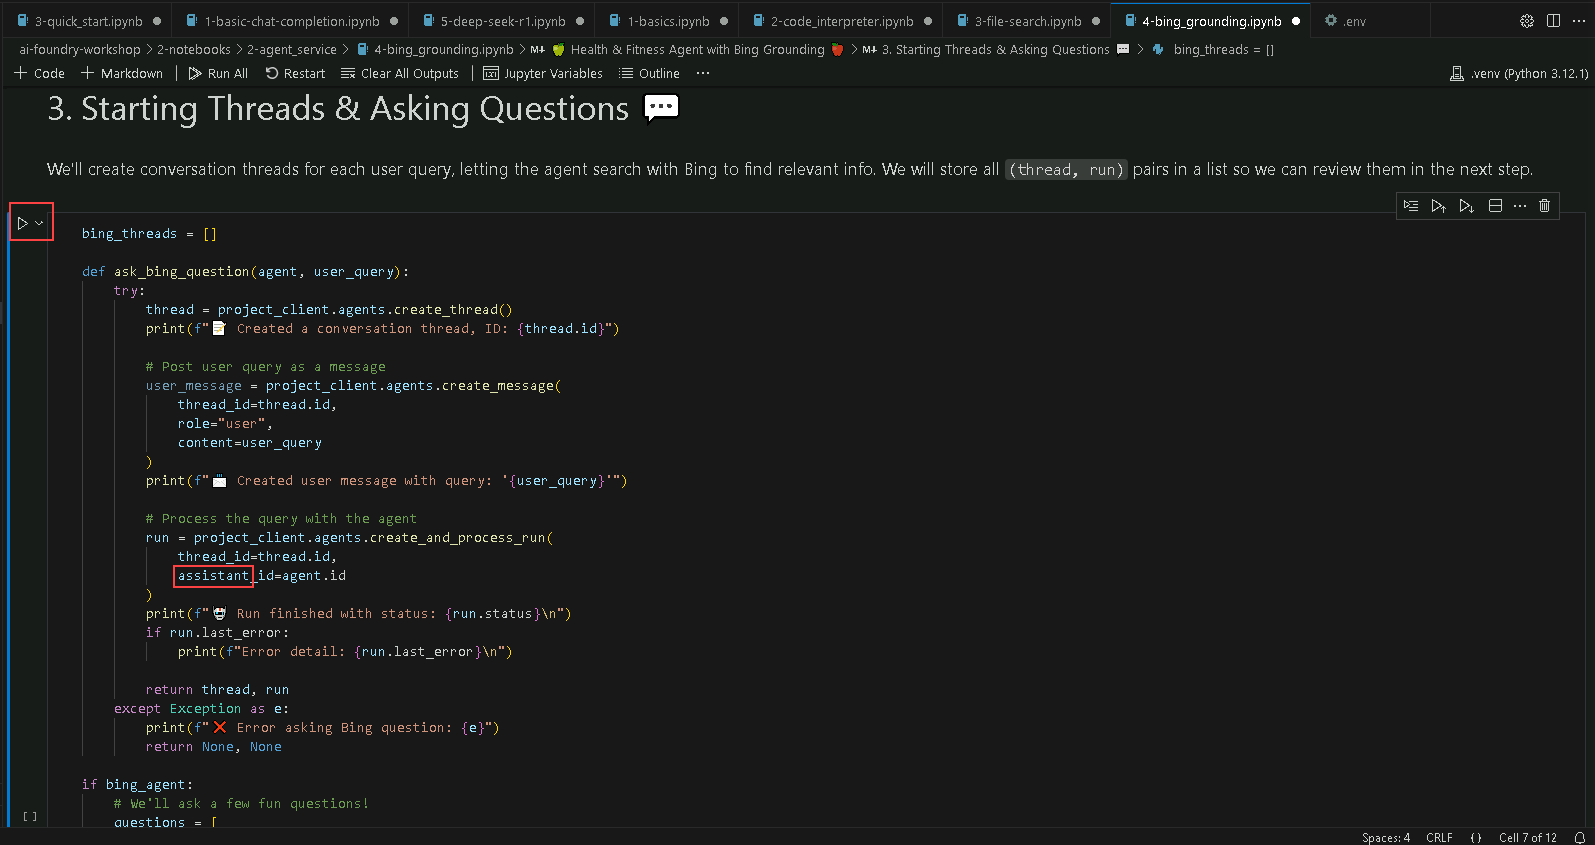 3-quick_start.ipynb
1-basic-chat-completion.ipynb
5-deep-seek-r1.ipynb
1-basics.ipynb
2-code_interpreter.ipynb
3-file-search.ipynb
4-bing_grounding.ipynb
.env
ai-foundry-workshop > 2-notebooks > 2-agent_service > 4-bing_grounding.ipynb > M↓ 🍏 Health & Fitness Agent with Bing Grounding 🍎 > M↓ 3. Starting Threads & Asking Questions 💬 > bing_threads = []
+ Code + Markdown | Run All Restart Clear All Outputs | Jupyter Variables Outline ···
.venv (Python 3.12.1)
3. Starting Threads & Asking Questions 💬
We'll create conversation threads for each user query, letting the agent search with Bing to find relevant info. We will store all (thread, run) pairs in a list so we can review them in the next step.
bing_threads = []
def ask_bing_question(agent, user_query):
try:
thread = project_client.agents.create_thread()
print(f"📝 Created a conversation thread, ID: {thread.id}")
# Post user query as a message
user_message = project_client.agents.create_message(
thread_id=thread.id,
role="user",
content=user_query
)
print(f"📨 Created user message with query: '{user_query}'")
# Process the query with the agent
run = project_client.agents.create_and_process_run(
thread_id=thread.id,
assistant_id=agent.id
)
print(f"🤖 Run finished with status: {run.status}\n")
if run.last_error:
print(f"Error detail: {run.last_error}\n")
return thread, run
except Exception as e:
print(f"❌ Error asking Bing question: {e}")
return None, None
if bing_agent:
# We'll ask a few fun questions!
questions = [
[ ]
Spaces: 4 CRLF {} Cell 7 of 12